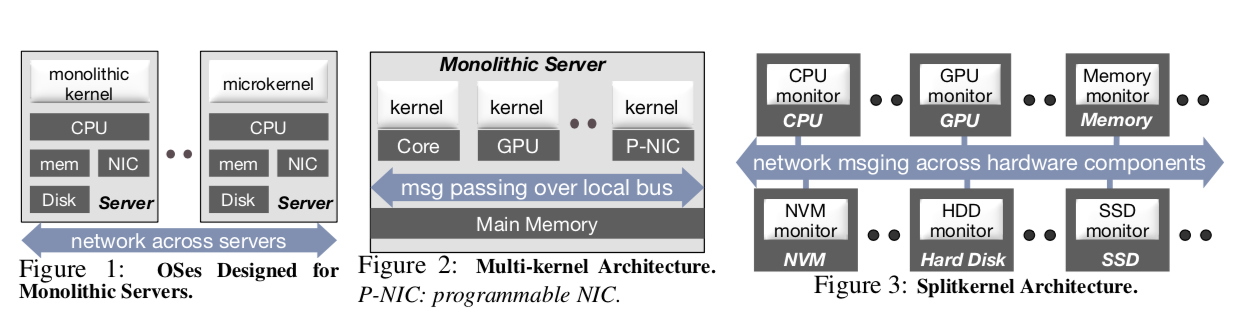 monolithic
kernel
CPU
mem NIC
Disk Server
microkernel
CPU
mem NIC
Disk Server
network across servers
Figure 1: OSes Designed for
Monolithic Servers.
Monolithic Server
kernel kernel kernel
Core GPU P-NIC
msg passing over local bus
Main Memory
Figure 2: Multi-kernel Architecture.
P-NIC: programmable NIC.
CPU
monitor
CPU
GPU
monitor
GPU
Memory
monitor
Memory
network msging across hardware components
NVM
monitor
NVM
HDD
monitor
Hard Disk
SSD
monitor
SSD
Figure 3: Splitkernel Architecture.